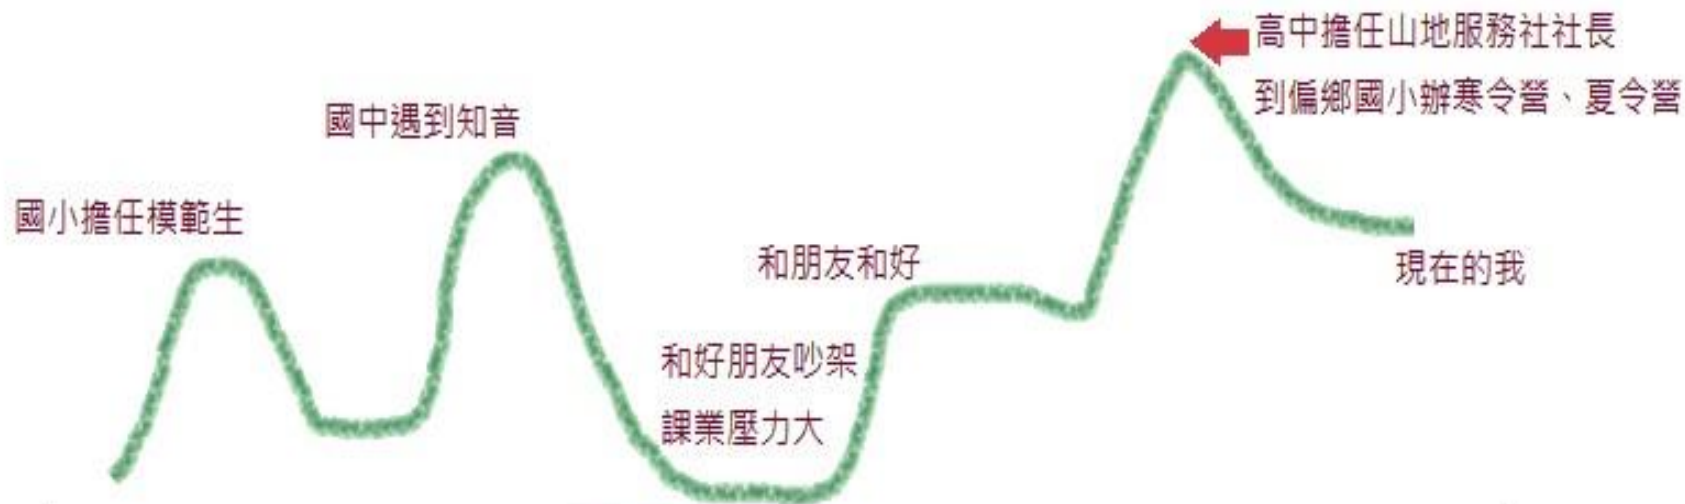 國小擔任模範生
國中遇到知音
和好朋友吵架
課業壓力大
和朋友和好
高中擔任山地服務社社長
到偏鄉國小辦寒令營、夏令營
現在的我